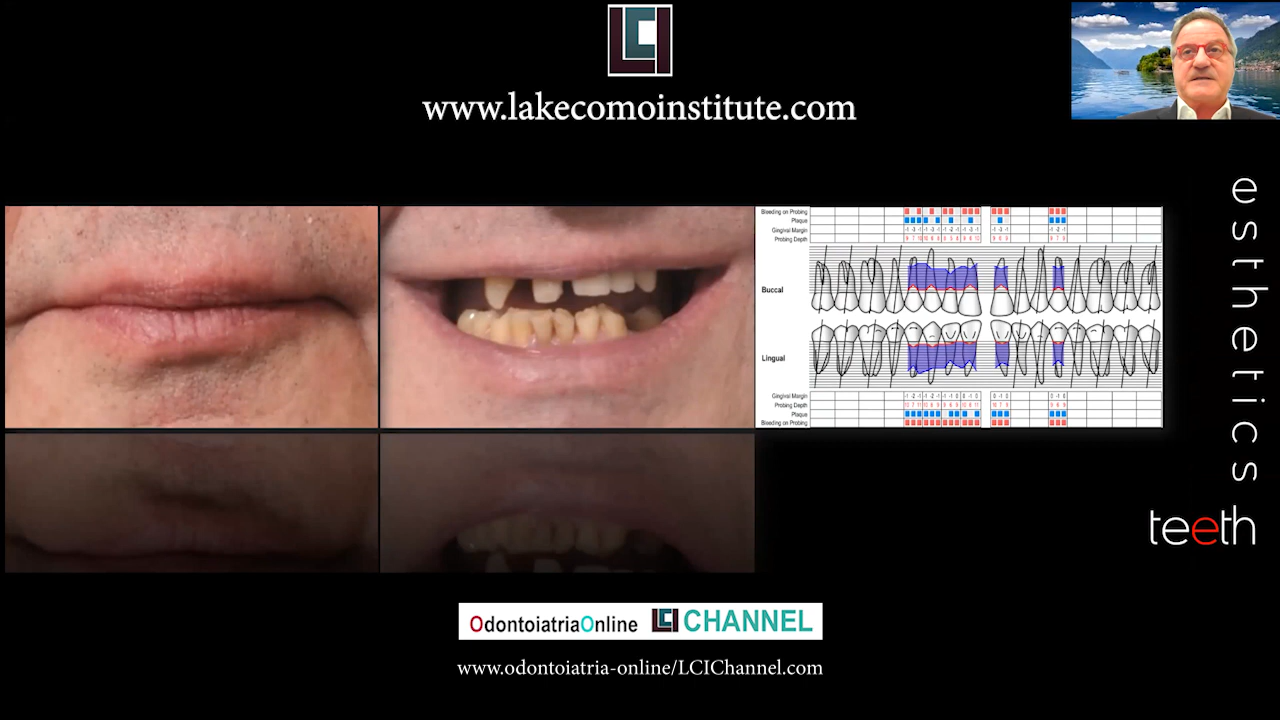 LCI
www.lakecomoinstitute.com
Bleeding on Probing
Plaque
Gingival Margin
Probing Depth
Buccal
Lingual
Gingival Margin
Probing Depth
Plaque
Bleeding on Probing
esthetics
teeth
OdontoiatriaOnline LCI CHANNEL
www.odontoiatria-online/LCIChannel.com